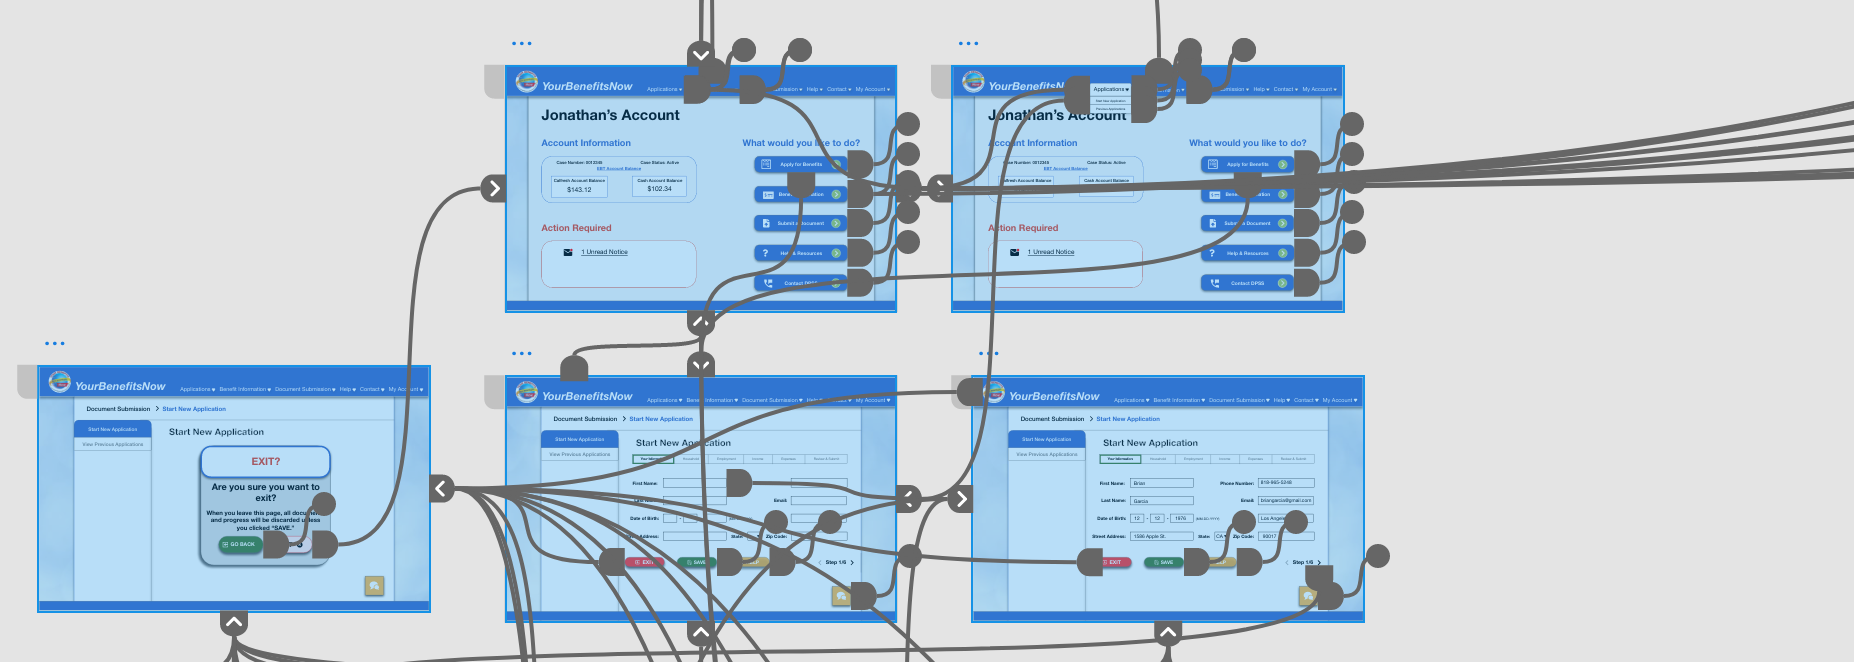 YourBenefitsNow
Applications
Help
Contact
My Account
Jonathan's Account
Account Information
What would you like to do?
Case Number: 0012345
Case Status: Active
EBT Account Balance
Calfresh Account Balance
Cash Account Balance
$143.12
$102.34
Apply for Benefits
Submit Document
Help & Resources
Contact DPSS
Action Required
1 Unread Notice
YourBenefitsNow
Applications
Start New Application
Previous Applications
Help
Contact
My Account
Jonathan's Account
Account Information
What would you like to do?
Case Number: 0012345
Case Status: Active
EBT Account Balance
Calfresh Account Balance
Cash Account Balance
Apply for Benefits
Submit Document
Help & Resources
Contact DPSS
Action Required
1 Unread Notice
YourBenefitsNow
Applications
Benefit Information
Document Submission
Help
Contact
My Account
Document Submission > Start New Application
Start New Application
View Previous Applications
Start New Application
EXIT?
Are you sure you want to
exit?
When you leave this page, all document
and progress will be discarded unless
you clicked "SAVE."
GO BACK
YourBenefitsNow
Applications
Benefit Information
Document Submission
Contact
My Account
Document Submission > Start New Application
Start New Application
View Previous Applications
Start New Application
Your Information
Household
Employment
Income
Expenses
Review & Submit
First Name:
Last Name:
Email:
Date of Birth:
Street Address:
State:
Zip Code:
EXIT
SAVE
Step 1/6
YourBenefitsNow
Applications
Benefit Information
Document Submission
Help
Contact
My Account
Document Submission > Start New Application
Start New Application
View Previous Applications
Start New Application
Your Information
Household
Employment
Income
Expenses
Review & Submit
First Name: Brian
Phone Number: 818-965-5246
Last Name: Garcia
Email: briangarcia@gmail.com
Date of Birth: 12 - 12 - 1976 (MM-DD-YYYY)
Los Angeles
Street Address: 1586 Apple St.
State: CA
Zip Code: 90017
EXIT
SAVE
Step 1/6